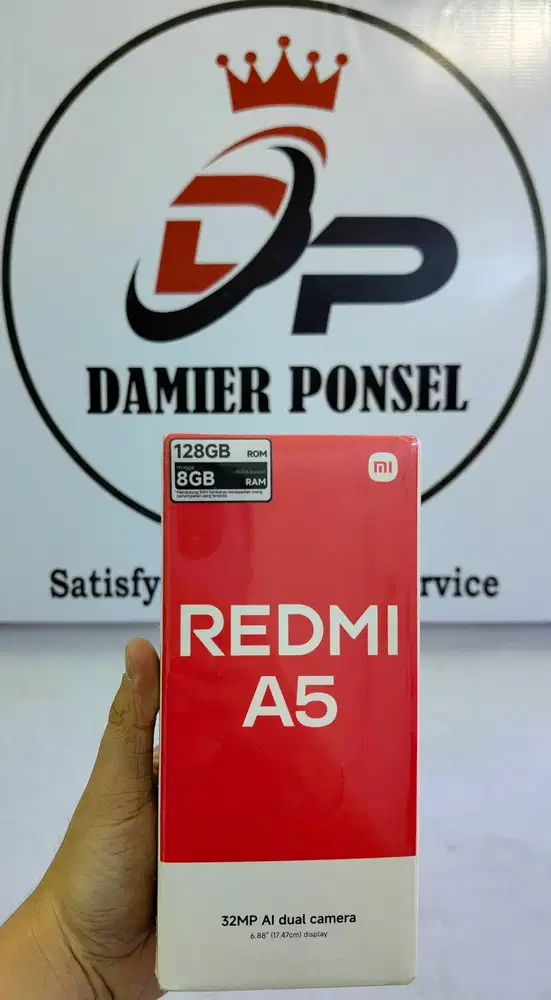 DP
DAMIER PONSEL
Satisfy rvice
128GB ROM
Hingga
8GB RAM
mi
REDMI
A5
32MP AI dual camera
6.88" (17.47cm) display